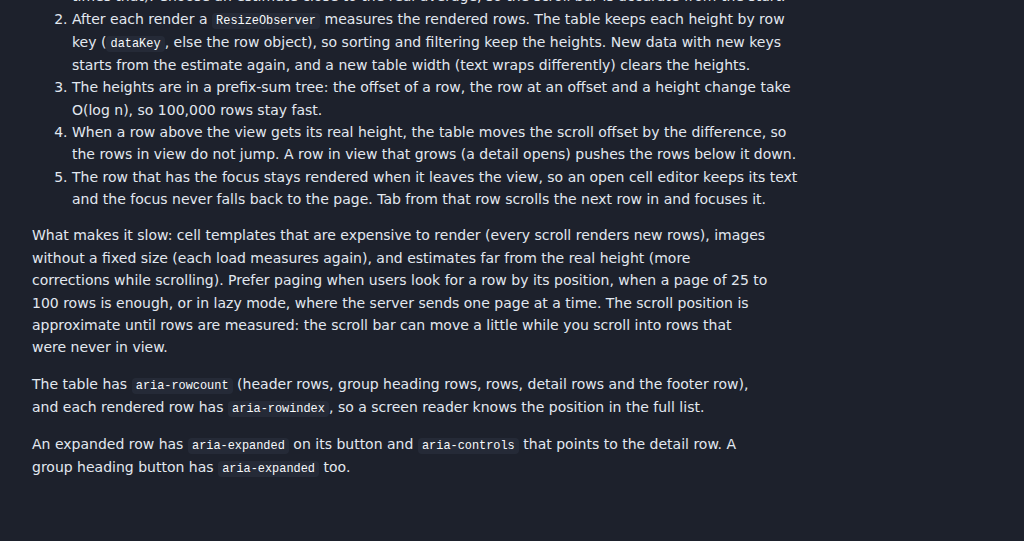 2. After each render a ResizeObserver measures the rendered rows. The table keeps each height by row
key (dataKey, else the row object), so sorting and filtering keep the heights. New data with new keys
starts from the estimate again, and a new table width (text wraps differently) clears the heights.
3. The heights are in a prefix-sum tree: the offset of a row, the row at an offset and a height change take
O(log n), so 100,000 rows stay fast.
4. When a row above the view gets its real height, the table moves the scroll offset by the difference, so
the rows in view do not jump. A row in view that grows (a detail opens) pushes the rows below it down.
5. The row that has the focus stays rendered when it leaves the view, so an open cell editor keeps its text
and the focus never falls back to the page. Tab from that row scrolls the next row in and focuses it.
What makes it slow: cell templates that are expensive to render (every scroll renders new rows), images
without a fixed size (each load measures again), and estimates far from the real height (more
corrections while scrolling). Prefer paging when users look for a row by its position, when a page of 25 to
100 rows is enough, or in lazy mode, where the server sends one page at a time. The scroll position is
approximate until rows are measured: the scroll bar can move a little while you scroll into rows that
were never in view.
The table has aria-rowcount (header rows, group heading rows, rows, detail rows and the footer row),
and each rendered row has aria-rowindex, so a screen reader knows the position in the full list.
An expanded row has aria-expanded on its button and aria-controls that points to the detail row. A
group heading button has aria-expanded too.